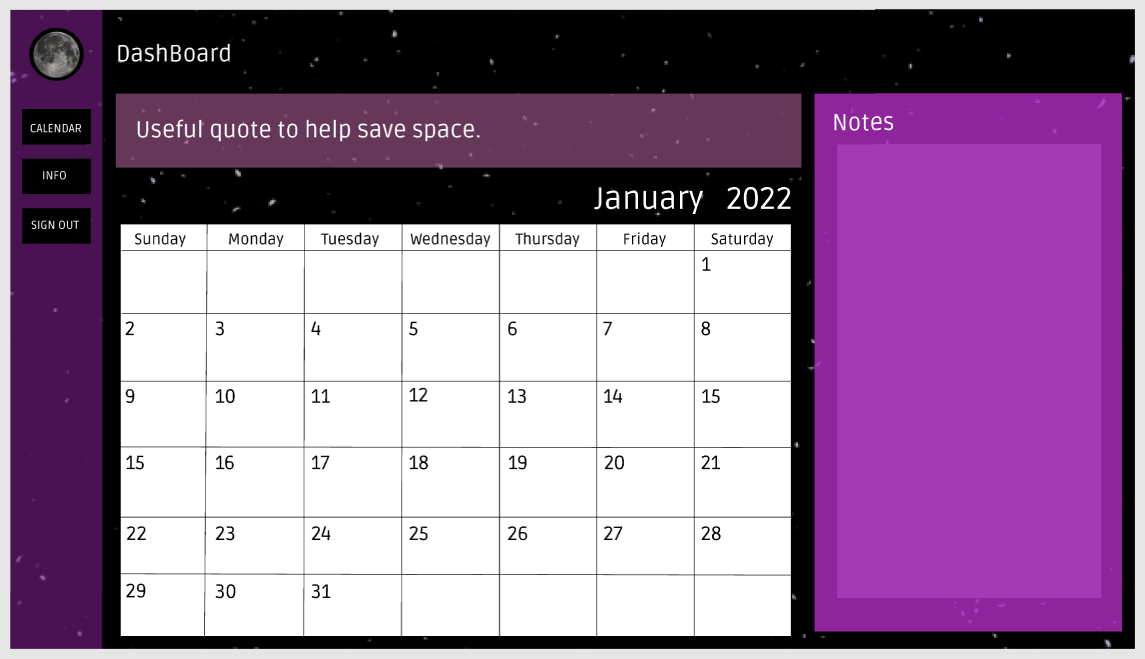 DashBoard
CALENDAR
INFO
SIGN OUT
Useful quote to help save space.
January 2022
Sunday Monday Tuesday Wednesday Thursday Friday Saturday
1
2 3 4 5 6 7 8
9 10 11 12 13 14 15
15 16 17 18 19 20 21
22 23 24 25 26 27 28
29 30 31
Notes